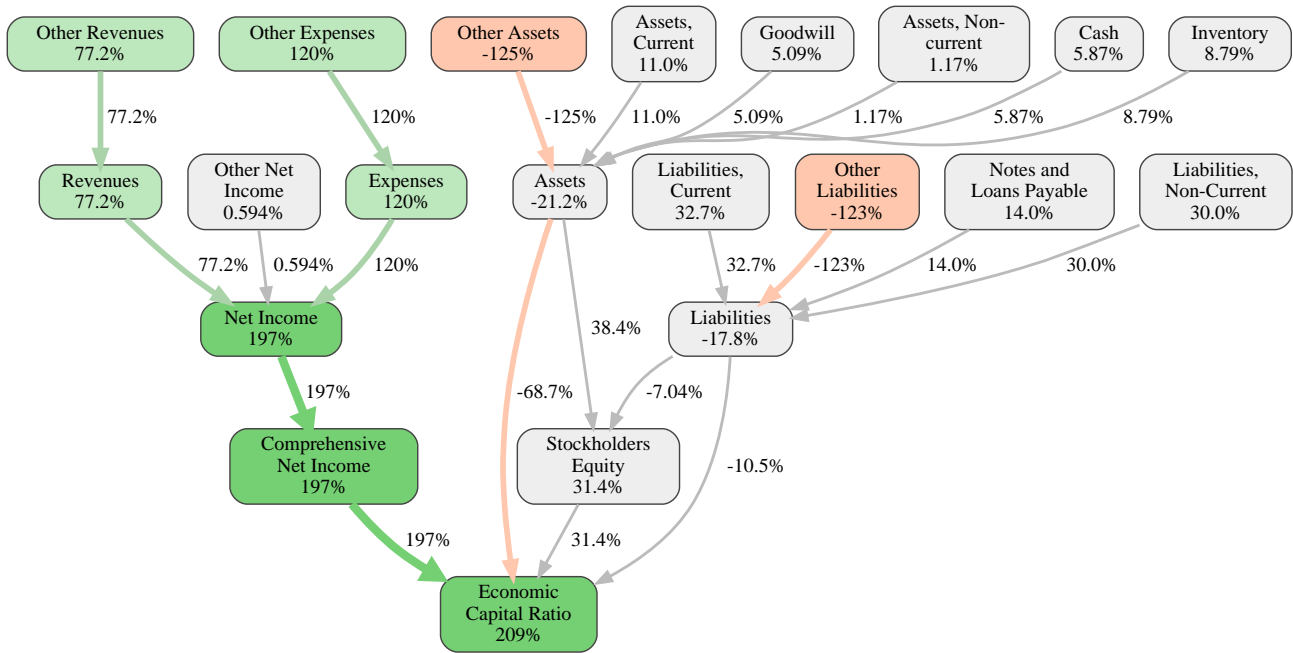 Other Revenues
77.2%
Other Expenses
120%
Other Assets
-125%
Assets,
Current
11.0%
Goodwill
5.09%
Assets, Non-
current
1.17%
Cash
5.87%
Inventory
8.79%
77.2%
120%
-125%
11.0%
5.09%
1.17%
5.87%
8.79%
Revenues
77.2%
Other Net
Income
0.594%
Expenses
120%
Assets
-21.2%
Liabilities,
Current
32.7%
Other
Liabilities
-123%
Notes and
Loans Payable
14.0%
Liabilities,
Non-Current
30.0%
77.2%
0.594%
120%
32.7%
-123%
14.0%
30.0%
Net Income
197%
38.4%
Liabilities
-17.8%
197%
-68.7%
-7.04%
Comprehensive
Net Income
197%
Stockholders
Equity
31.4%
-10.5%
197%
31.4%
Economic
Capital Ratio
209%